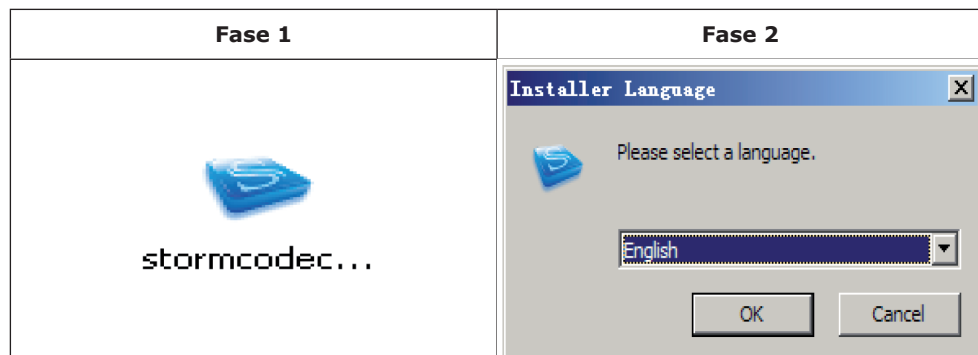 Fase 1
Fase 2
stormcodec...
Installer Language
Please select a language.
English
OK
Cancel